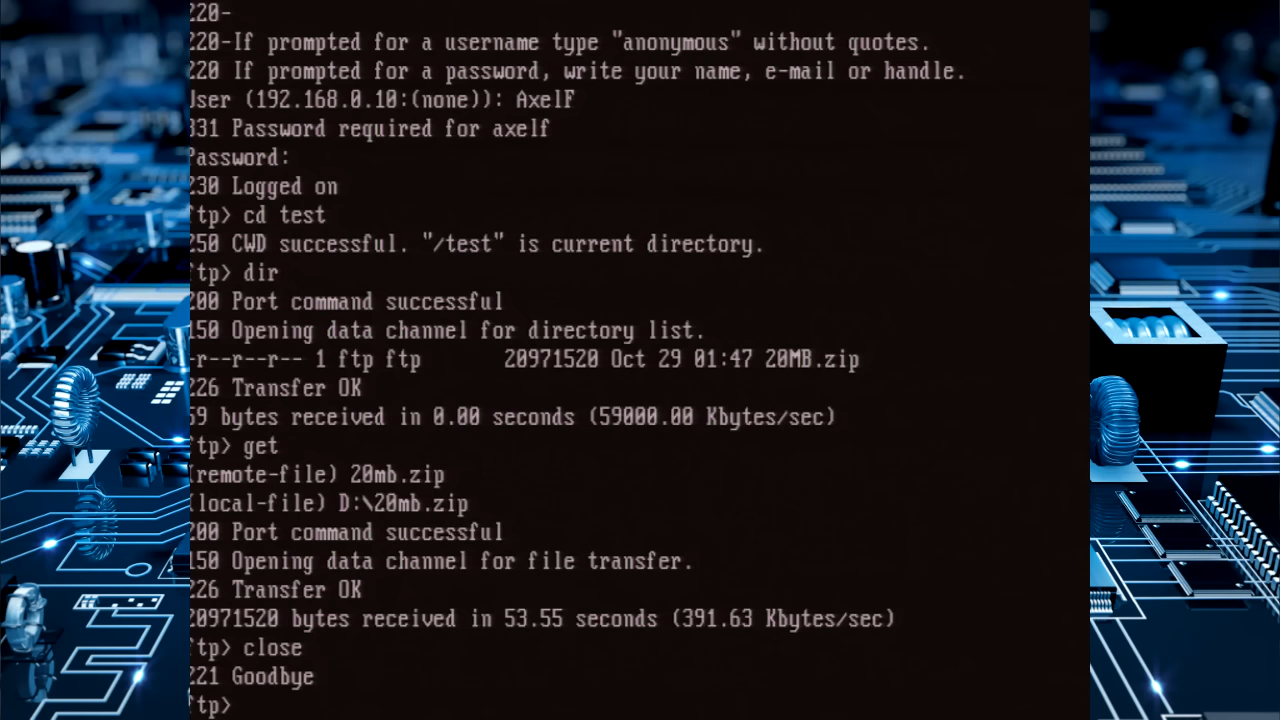 220-
220-If prompted for a username type "anonymous" without quotes.
220 If prompted for a password, write your name, e-mail or handle.
User (192.168.0.10:(none)): AxelF
331 Password required for axelf
Password:
230 Logged on
ftp> cd test
250 CWD successful. "/test" is current directory.
ftp> dir
200 Port command successful
150 Opening data channel for directory list.
-r--r--r-- 1 ftp ftp       20971520 Oct 29 01:47 20MB.zip
226 Transfer OK
59 bytes received in 0.00 seconds (59000.00 Kbytes/sec)
ftp> get
(remote-file) 20mb.zip
(local-file) D:\20mb.zip
200 Port command successful
150 Opening data channel for file transfer.
226 Transfer OK
20971520 bytes received in 53.55 seconds (391.63 Kbytes/sec)
ftp> close
221 Goodbye
ftp>